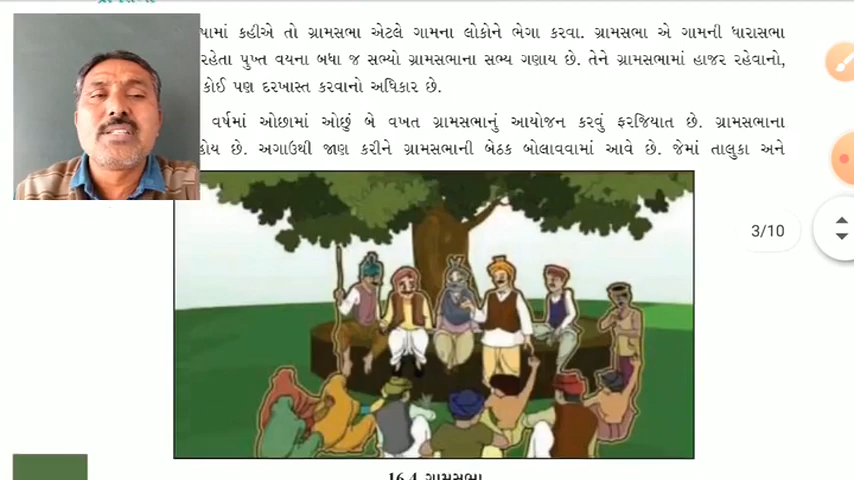 કહીએ તો ગ્રામસભા એટલે ગામના લોકોને ભેગા કરવા. ગ્રામસભા એ ગામની ધારાસભા
રહેતા પુખ્ત વયના બધા જ સભ્યો ગ્રામસભાના સભ્ય ગણાય છે. તેને ગ્રામસભામાં હાજર રહેવાનો,
કોઈ પણ દરખાસ્ત કરવાનો અધિકાર છે.
વર્ષમાં ઓછામાં ઓછું બે વખત ગ્રામસભાનું આયોજન કરવું ફરજિયાત છે. ગ્રામસભાના
છે. અગાઉથી જાણ કરીને ગ્રામસભાની બેઠક બોલાવવામાં આવે છે. જેમાં તાલુકા અને
3/10
16.4 ગ્રામસભા